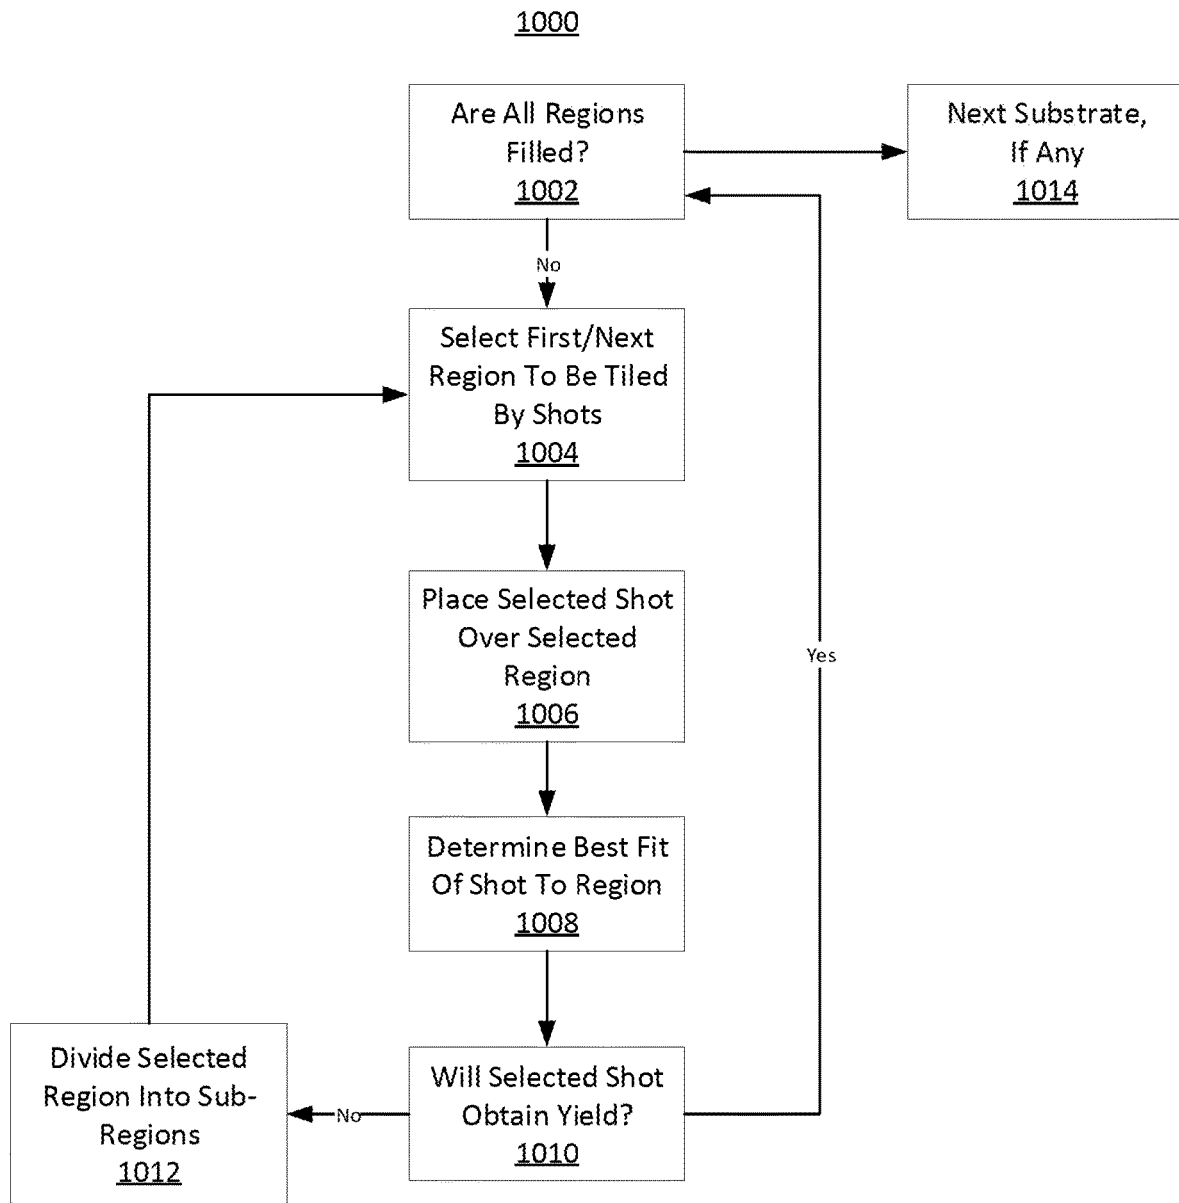 1000
Are All Regions
Filled?
1002
Next Substrate,
If Any
1014
No
Select First/Next
Region To Be Tiled
By Shots
1004
Place Selected Shot
Over Selected
Region
1006
Yes
Determine Best Fit
Of Shot To Region
1008
Divide Selected
Region Into Sub-
Regions
1012
No
Will Selected Shot
Obtain Yield?
1010